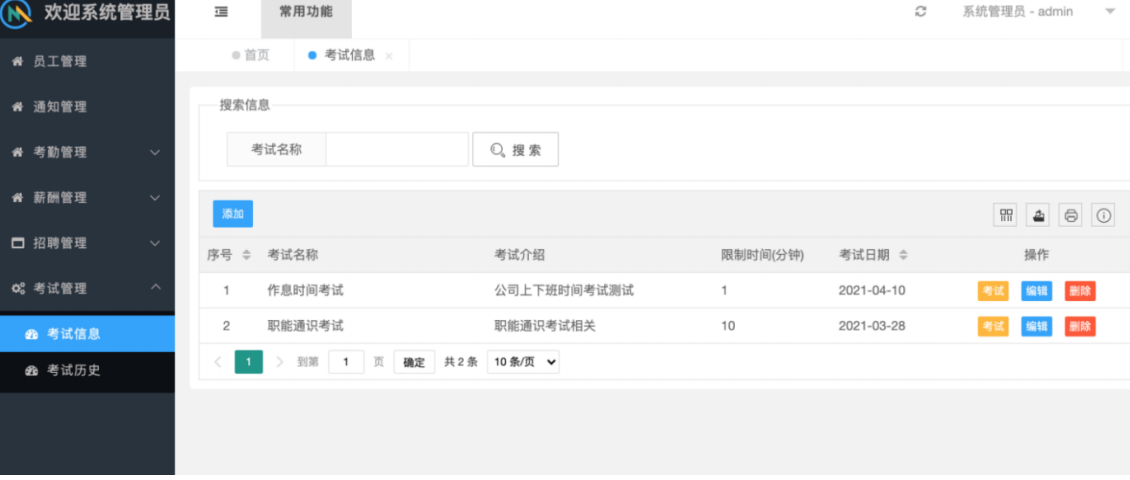 欢迎系统管理员
常用功能
系统管理员 - admin
首页
考试信息
员工管理
通知管理
考勤管理
薪酬管理
招聘管理
考试管理
考试信息
考试历史
搜索信息
考试名称
搜 索
添加
序号 考试名称 考试介绍 限制时间(分钟) 考试日期 操作
1 作息时间考试 公司上下班时间考试测试 1 2021-04-10 考试 编辑 删除
2 职能通识考试 职能通识考试相关 10 2021-03-28 考试 编辑 删除
1 到第 1 页 确定 共 2 条 10 条/页